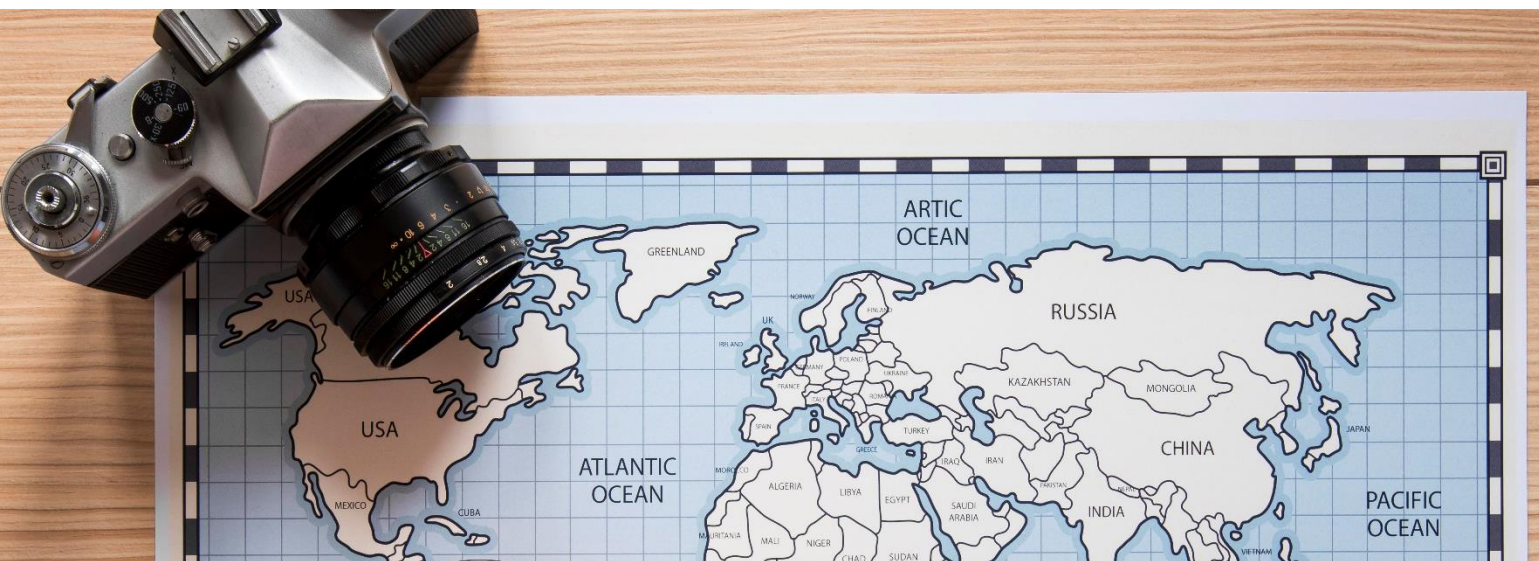 ARTIC
OCEAN
GREENLAND
USA
RUSSIA
NORWAY
FINLAND
UK
IRELAND
POLAND
GERMANY
UKRAINE
FRANCE
KAZAKHSTAN
MONGOLIA
ITALY
SPAIN
USA
TURKEY
JAPAN
GREECE
CHINA
IRAQ
IRAN
ATLANTIC
OCEAN
MOROCCO
ALGERIA
LIBYA
EGYPT
PAKISTAN
SAUDI
ARABIA
INDIA
PACIFIC
OCEAN
MEXICO
CUBA
MAURITANIA
MALI
NIGER
CHAD
SUDAN
VIETNAM